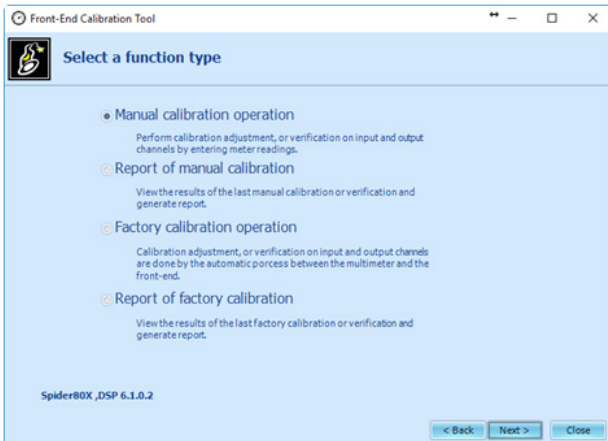 Front-End Calibration Tool
Select a function type
Manual calibration operation
Perform calibration adjustment, or verification on input and output
channels by entering meter readings.
Report of manual calibration
View the results of the last manual calibration or verification and
generate report.
Factory calibration operation
Calibration adjustment, or verification on input and output channels
are done by the automatic porcess between the multimeter and the
front-end.
Report of factory calibration
View the results of the last factory calibration or verification and
generate report.
Spider80X ,DSP 6.1.0.2
< Back Next > Close